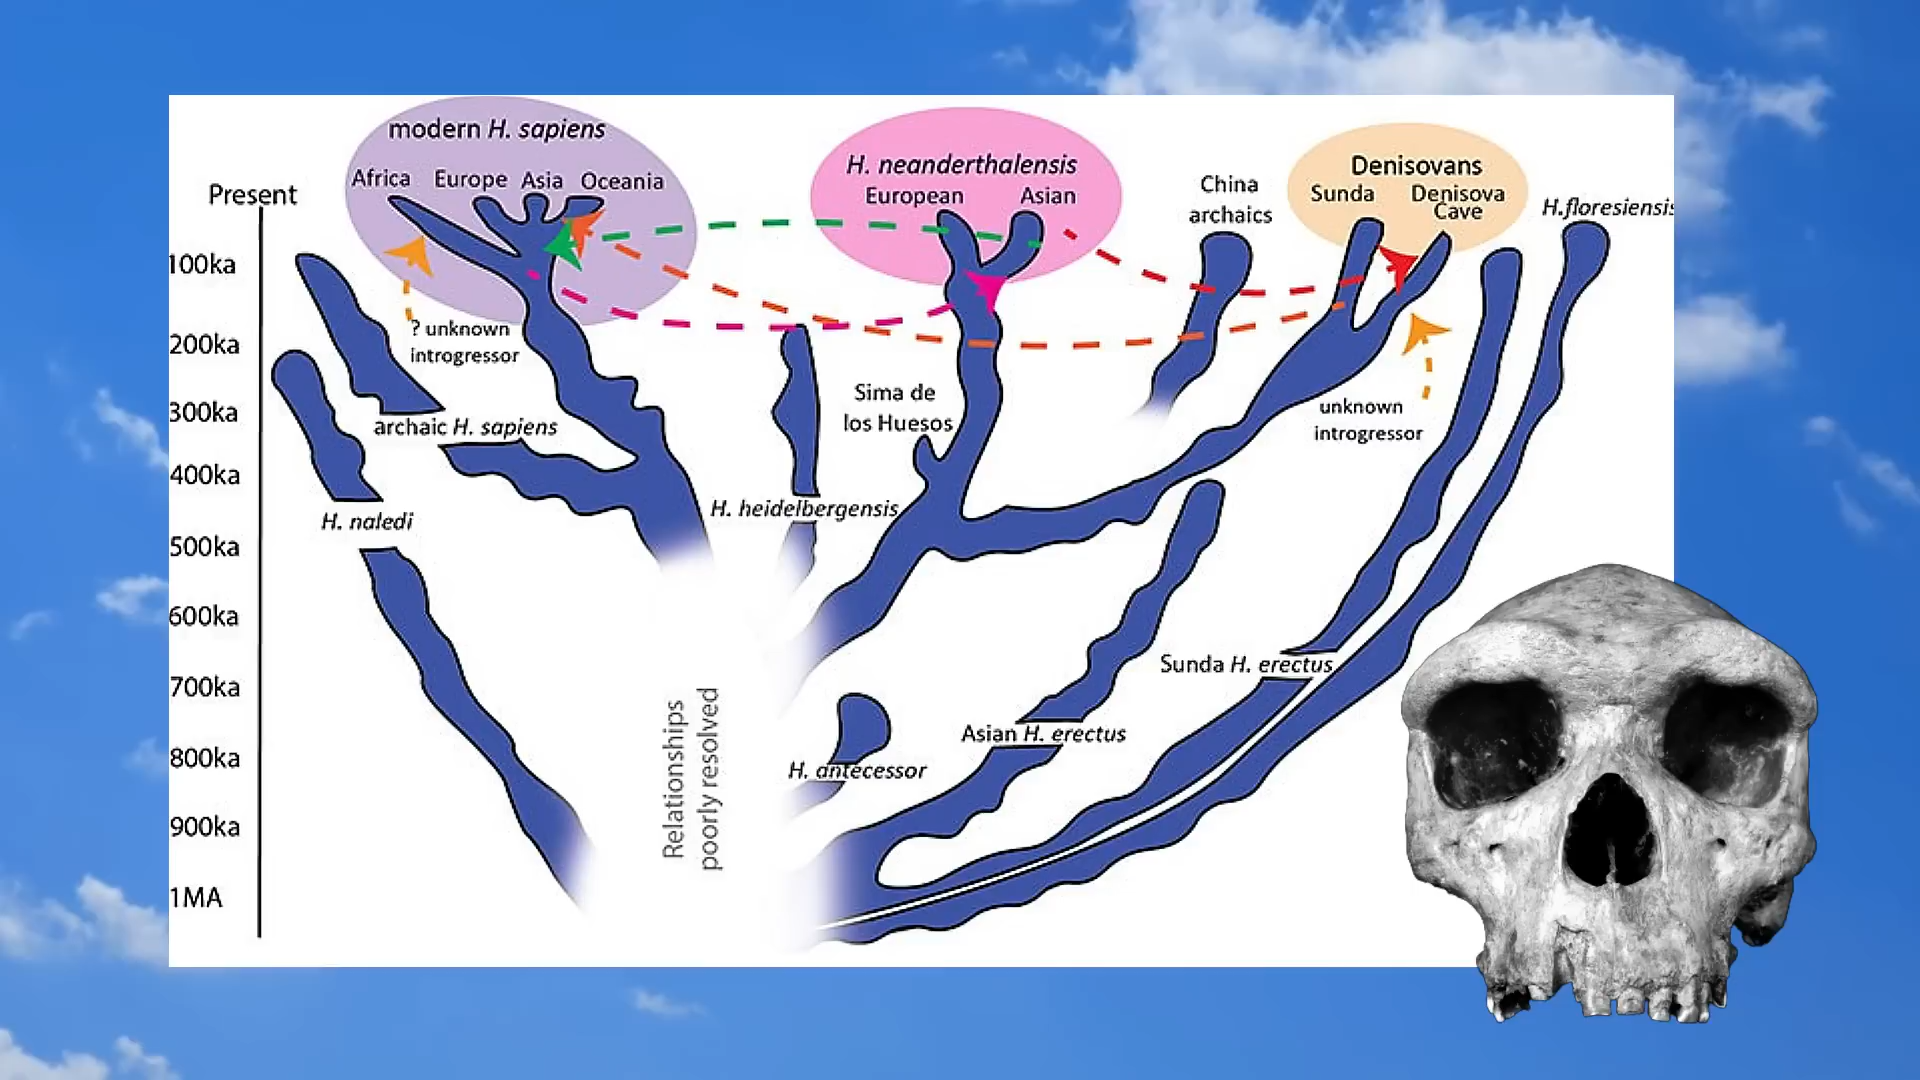 modern H. sapiens
Africa Europe Asia Oceania
H. neanderthalensis
European Asian
China
archaics
Denisovans
Sunda Denisova
Cave
H.floresiensis
Present
100ka
200ka
300ka
400ka
500ka
600ka
700ka
800ka
900ka
1MA
? unknown
introgressor
archaic H. sapiens
H. naledi
Sima de
los Huesos
H. heidelbergensis
unknown
introgressor
Sunda H. erectus
Asian H. erectus
H. antecessor
Relationships
poorly resolved